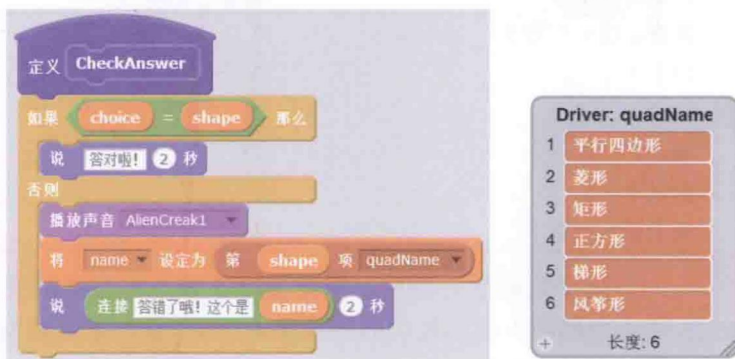 定义 CheckAnswer
如果 choice = shape 那么
说 答对啦! 2 秒
否则
播放声音 AlienCreak1
将 name 设定为 第 shape 项 quadName
说 连接 答错了哦! 这个是 name 2 秒
Driver: quadName
1 平行四边形
2 菱形
3 矩形
4 正方形
5 梯形
6 风筝形
+ 长度: 6